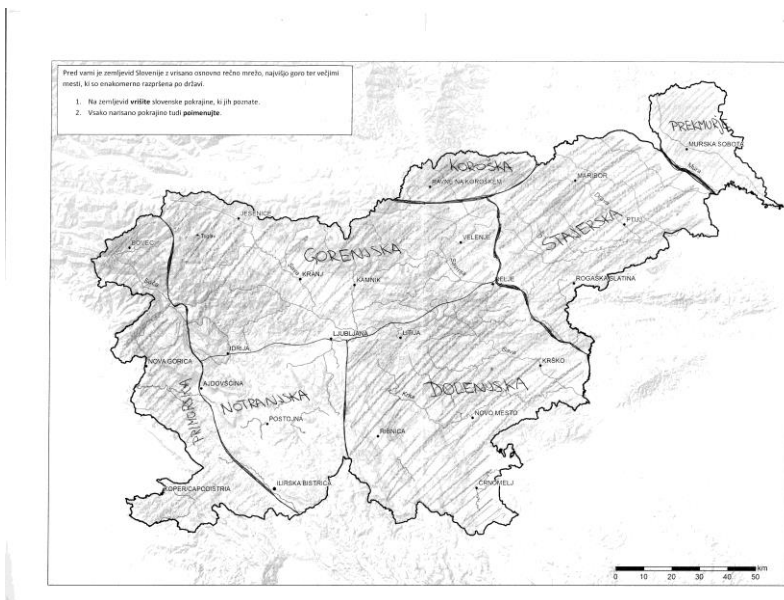 Pred vami je zemljevid Slovenije z vrisano osnovno rečno mrežo, najvišjo goro ter večjimi
mesti, ki so enakomerno razpršena po državi.
1. Na zemljevid vrišite slovenske pokrajine, ki jih poznate.
2. Vsako narisano pokrajino tudi poimenujte.
PREKMURJE
MURSKA SOBOTA
Mura
KOROŠKA
RAVNE NA KOROŠKEM
MARIBOR
Drava
PTUJ
ŠTAJERSKA
JESENICE
Triglav
BOVEC
GORENJSKA
VELENJE
Savinja
Sava
KRANJ
KAMNIK
CELJE
ROGAŠKA SLATINA
Soča
LJUBLJANA
LITIJA
IDRIJA
NOVA GORICA
Sava
KRŠKO
AJDOVŠČINA
PRIMORSKA
NOTRANJSKA
DOLENJSKA
Krka
POSTOJNA
NOVO MESTO
RIBNICA
KOPER/CAPODISTRIA
ILIRSKA BISTRICA
ČRNOMELJ
km
0 10 20 30 40 50